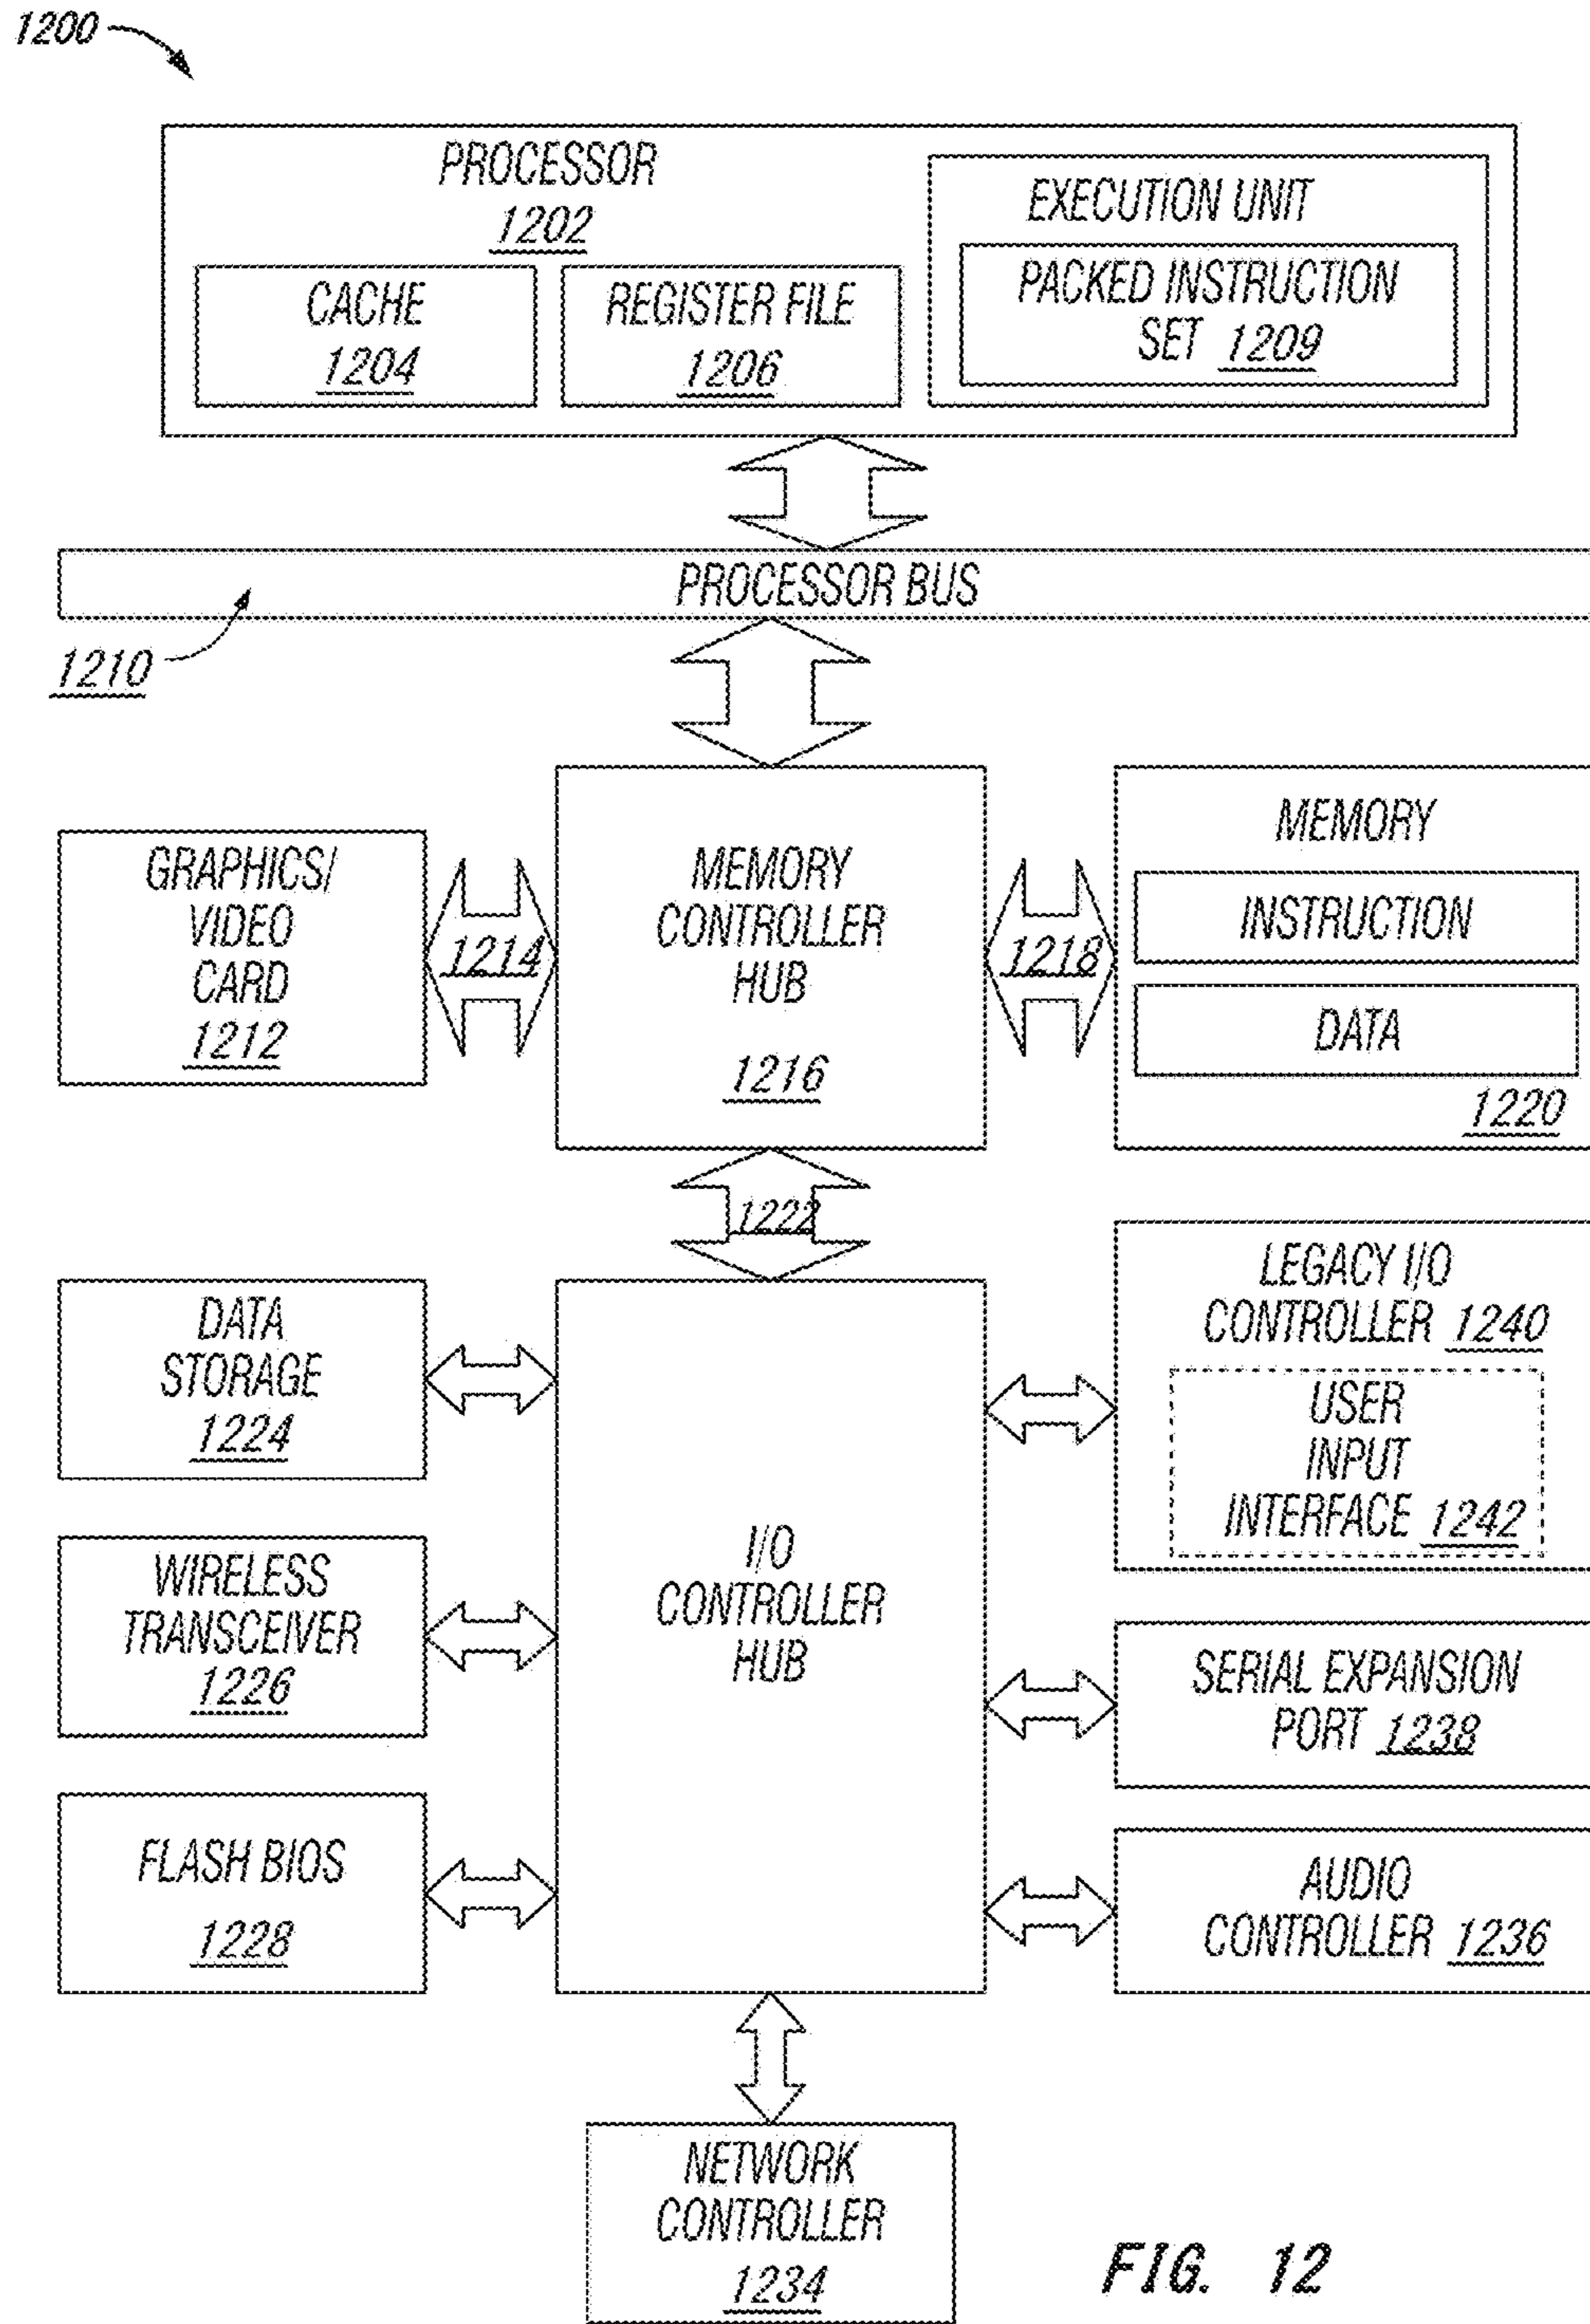 1200
PROCESSOR
1202
CACHE
1204
REGISTER FILE
1206
EXECUTION UNIT
PACKED INSTRUCTION
SET 1209
PROCESSOR BUS
1210
GRAPHICS/
VIDEO
CARD
1212
1214
MEMORY
CONTROLLER
HUB
1216
1218
MEMORY
INSTRUCTION
DATA
1220
1222
DATA
STORAGE
1224
WIRELESS
TRANSCEIVER
1226
FLASH BIOS
1228
I/O
CONTROLLER
HUB
LEGACY I/O
CONTROLLER 1240
USER
INPUT
INTERFACE 1242
SERIAL EXPANSION
PORT 1238
AUDIO
CONTROLLER 1236
NETWORK
CONTROLLER
1234
FIG. 12